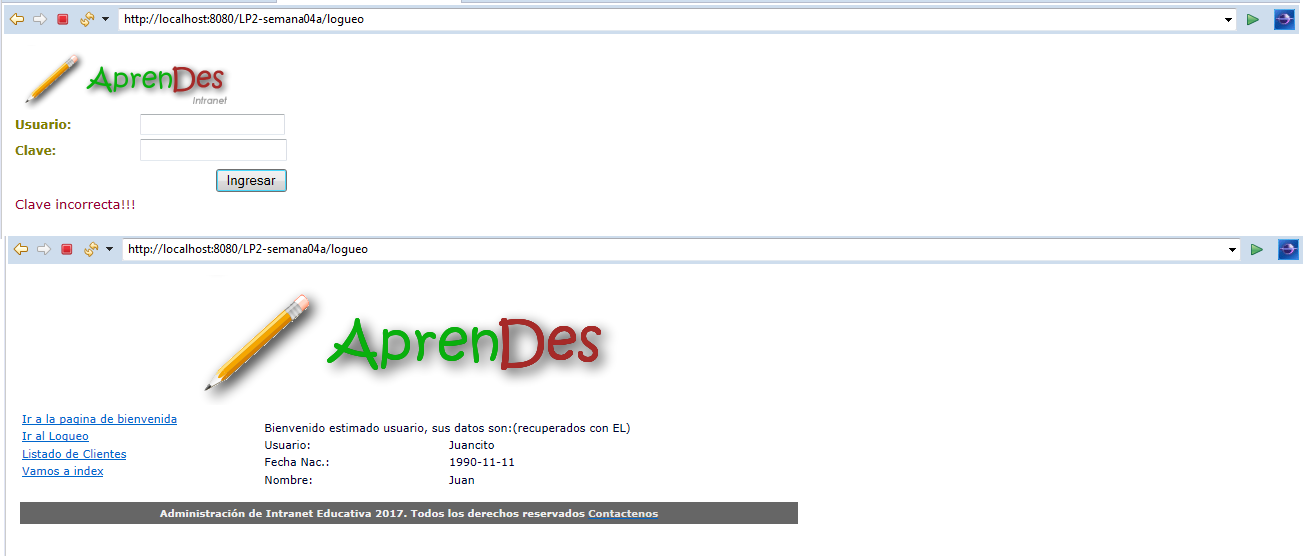 http://localhost:8080/LP2-semana04a/logueo
AprenDes
Intranet
Usuario:
Clave:
Ingresar
Clave incorrecta!!!
http://localhost:8080/LP2-semana04a/logueo
AprenDes
Ir a la pagina de bienvenida
Ir al Logueo
Listado de Clientes
Vamos a index
Bienvenido estimado usuario, sus datos son:(recuperados con EL)
Usuario: Juancito
Fecha Nac.: 1990-11-11
Nombre: Juan
Administración de Intranet Educativa 2017. Todos los derechos reservados Contactenos